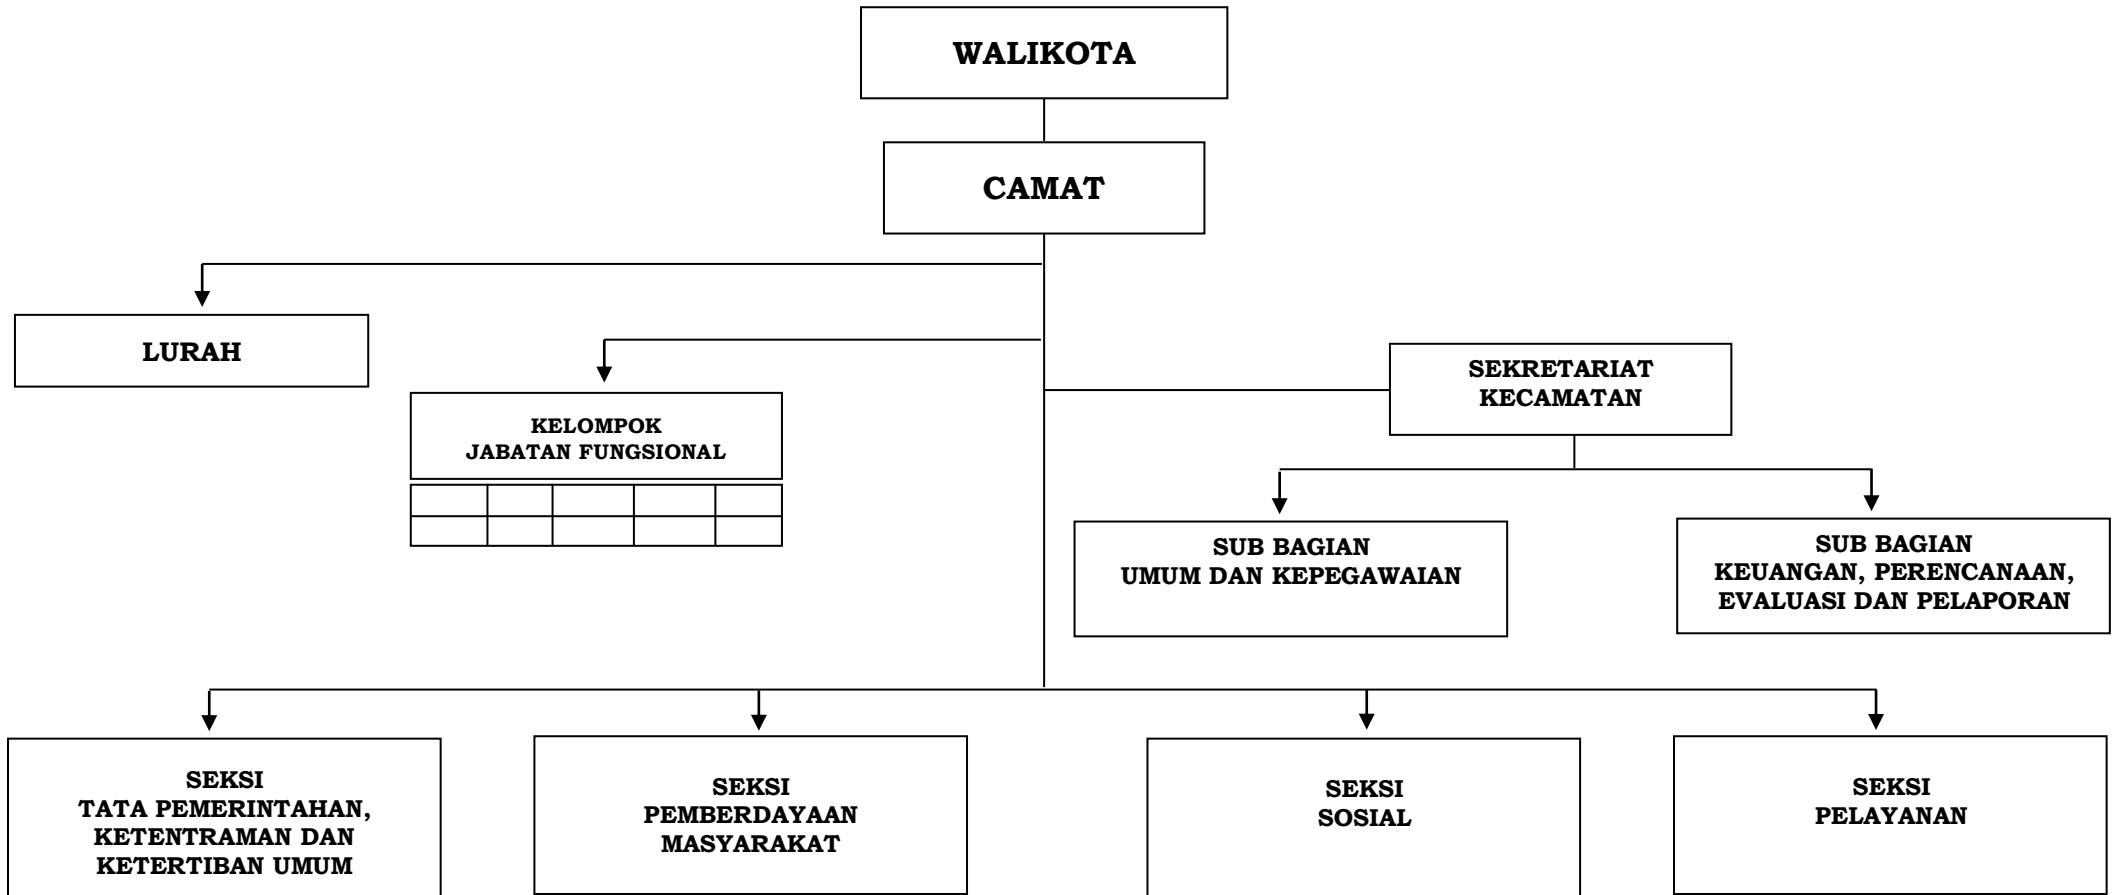 WALIKOTA
CAMAT
LURAH
KELOMPOK
JABATAN FUNGSIONAL
SEKRETARIAT
KECAMATAN
SUB BAGIAN
UMUM DAN KEPEGAWAIAN
SUB BAGIAN
KEUANGAN, PERENCANAAN,
EVALUASI DAN PELAPORAN
SEKSI
TATA PEMERINTAHAN,
KETENTRAMAN DAN
KETERTIBAN UMUM
SEKSI
PEMBERDAYAAN
MASYARAKAT
SEKSI
SOSIAL
SEKSI
PELAYANAN